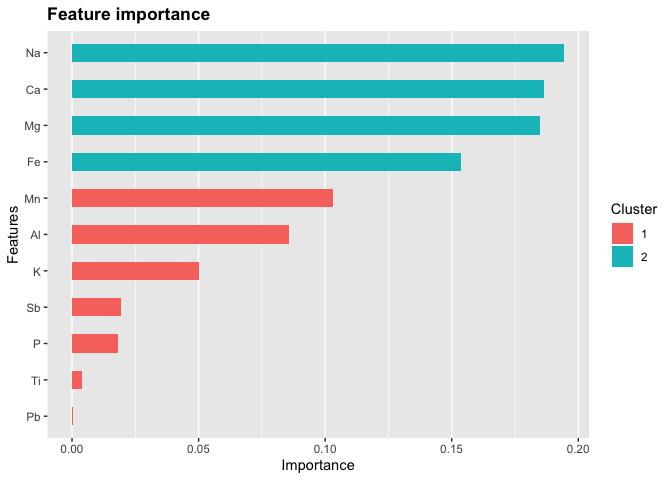 Feature importance
Features
Na
Ca
Mg
Fe
Mn
Al
K
Sb
P
Ti
Pb
0.00 0.05 0.10 0.15 0.20
Importance
Cluster
1
2